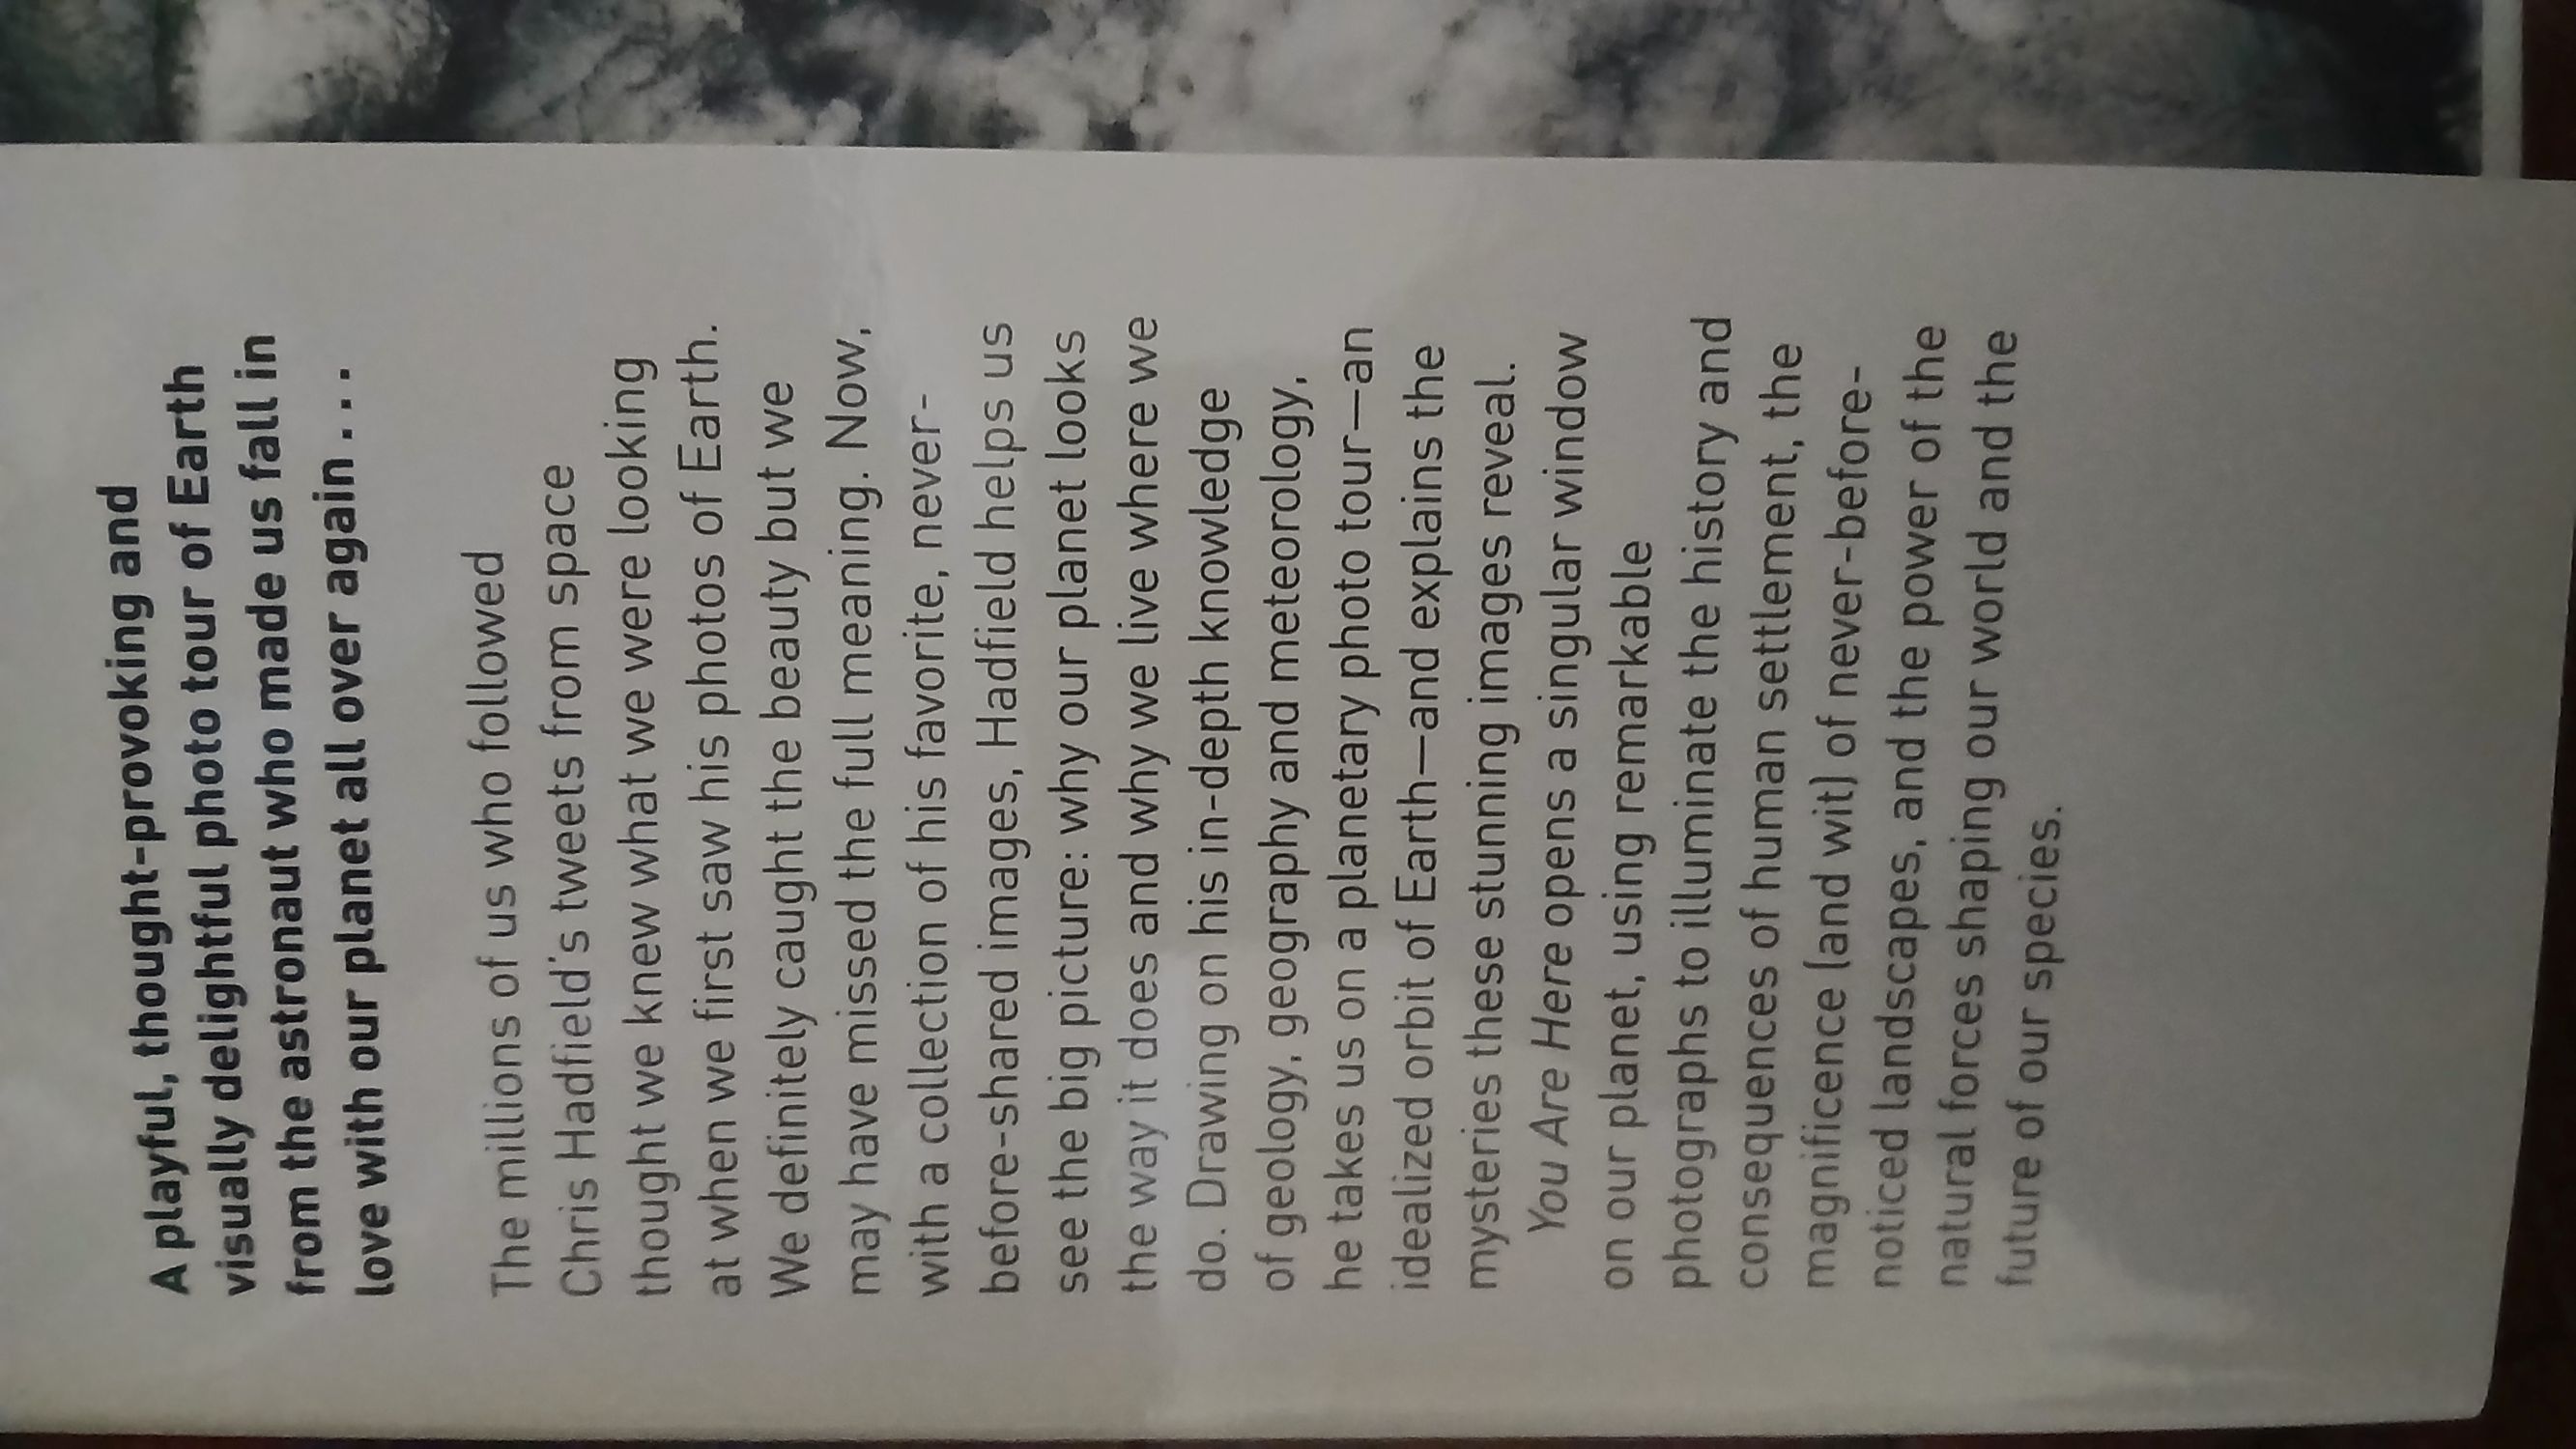 A playful, thought-provoking and
visually delightful photo tour of Earth
from the astronaut who made us fall in
love with our planet all over again . . .
The millions of us who followed
Chris Hadfield's tweets from space
thought we knew what we were looking
at when we first saw his photos of Earth.
We definitely caught the beauty but we
may have missed the full meaning. Now,
with a collection of his favorite, never-
before-shared images, Hadfield helps us
see the big picture: why our planet looks
the way it does and why we live where we
do. Drawing on his in-depth knowledge
of geology, geography and meteorology,
he takes us on a planetary photo tour—an
idealized orbit of Earth—and explains the
mysteries these stunning images reveal.
You Are Here opens a singular window
on our planet, using remarkable
photographs to illuminate the history and
consequences of human settlement, the
magnificence (and wit) of never-before-
noticed landscapes, and the power of the
natural forces shaping our world and the
future of our species.